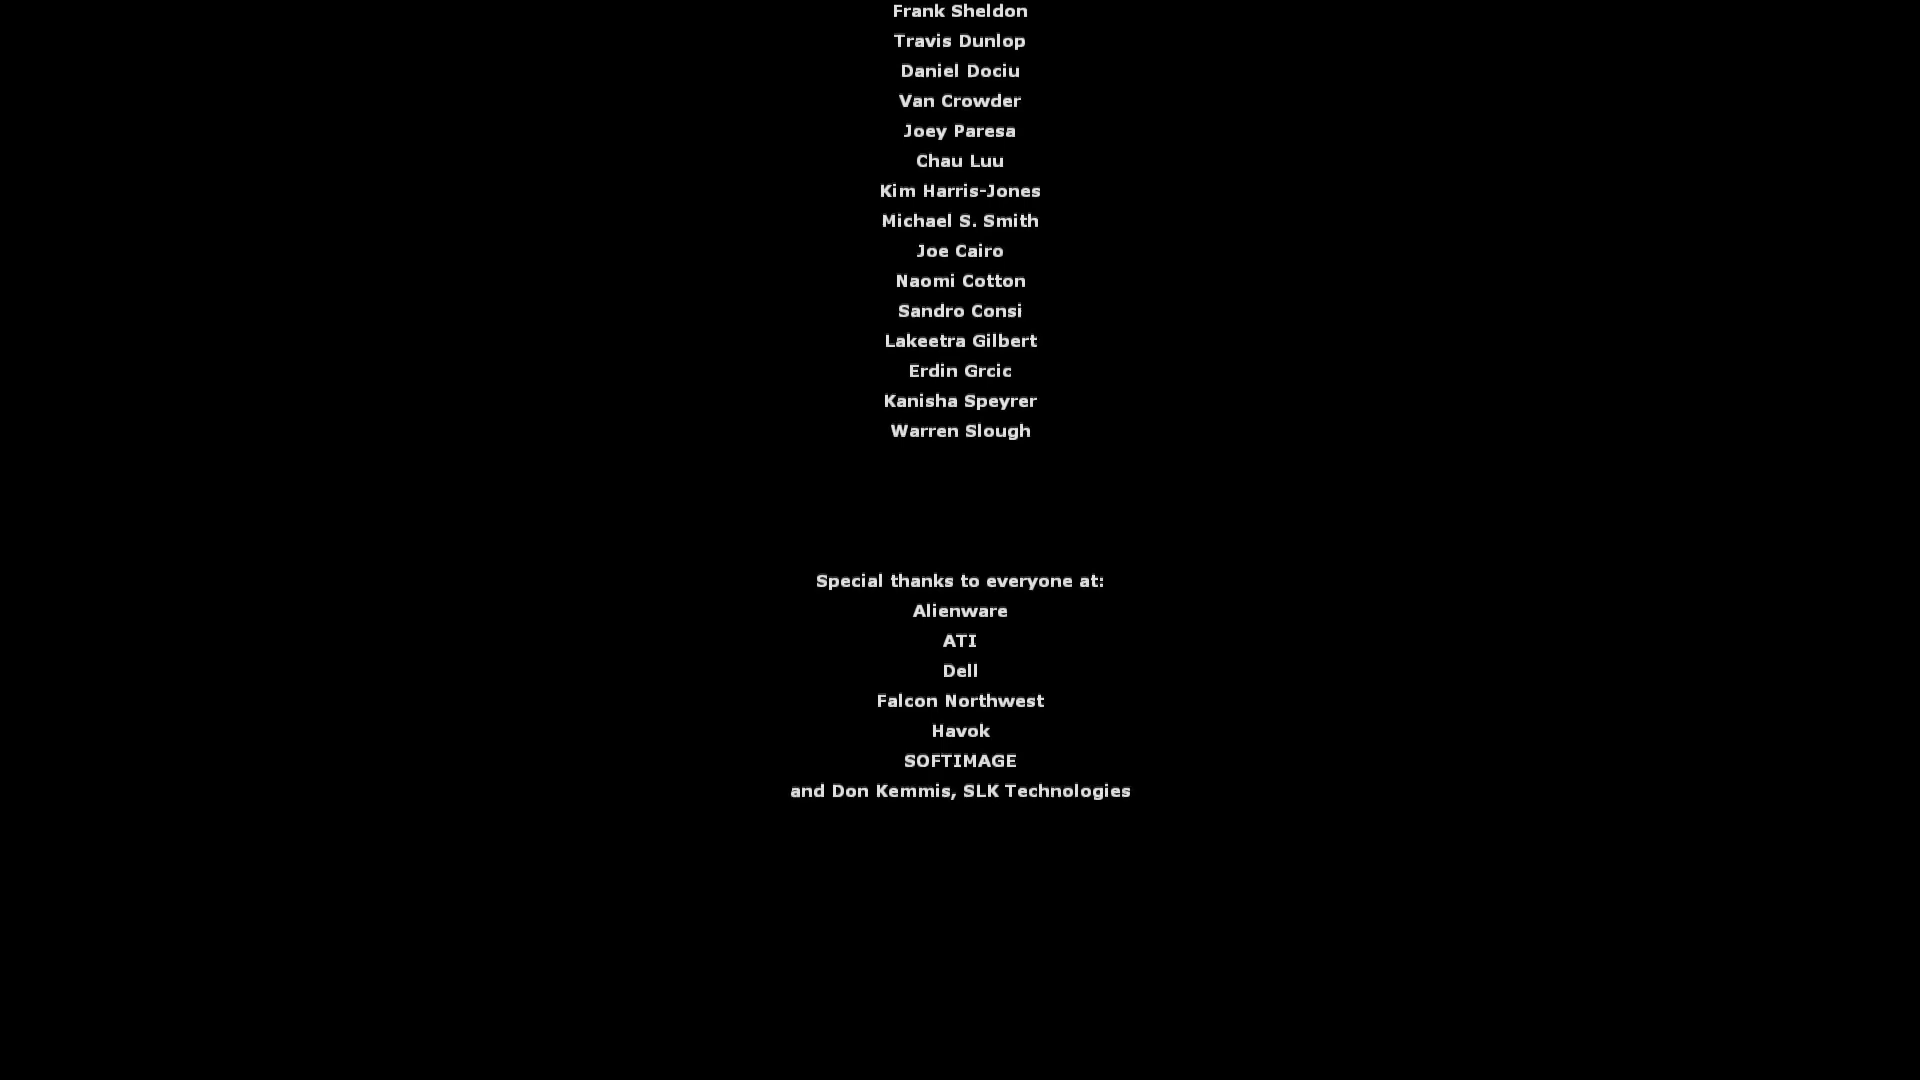 Frank Sheldon
Travis Dunlop
Daniel Dociu
Van Crowder
Joey Paresa
Chau Luu
Kim Harris-Jones
Michael S. Smith
Joe Cairo
Naomi Cotton
Sandro Consi
Lakeetra Gilbert
Erdin Grcic
Kanisha Speyrer
Warren Slough
Special thanks to everyone at:
Alienware
ATI
Dell
Falcon Northwest
Havok
SOFTIMAGE
and Don Kemmis, SLK Technologies